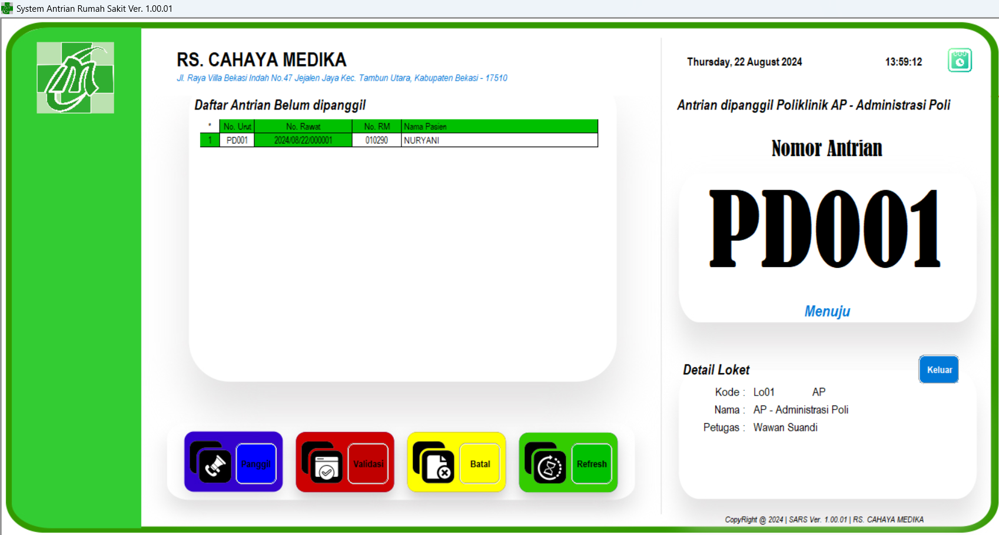 System Antrian Rumah Sakit Ver. 1.00.01
RS. CAHAYA MEDIKA
Jl. Raya Villa Bekasi Indah No.47 Jejalen Jaya Kec. Tambun Utara, Kabupaten Bekasi - 17510
Thursday, 22 August 2024 13:59:12
Daftar Antrian Belum dipanggil
* No. Urut No. Rawat No. RM Nama Pasien
1 PD001 2024/08/22/000001 010290 NURYANI
Antrian dipanggil Poliklinik AP - Administrasi Poli
Nomor Antrian
PD001
Menuju
Detail Loket
Keluar
Kode : Lo01 AP
Nama : AP - Administrasi Poli
Petugas : Wawan Suandi
Panggil
Validasi
Batal
Refresh
CopyRight @ 2024 | SARS Ver. 1.00.01 | RS. CAHAYA MEDIKA